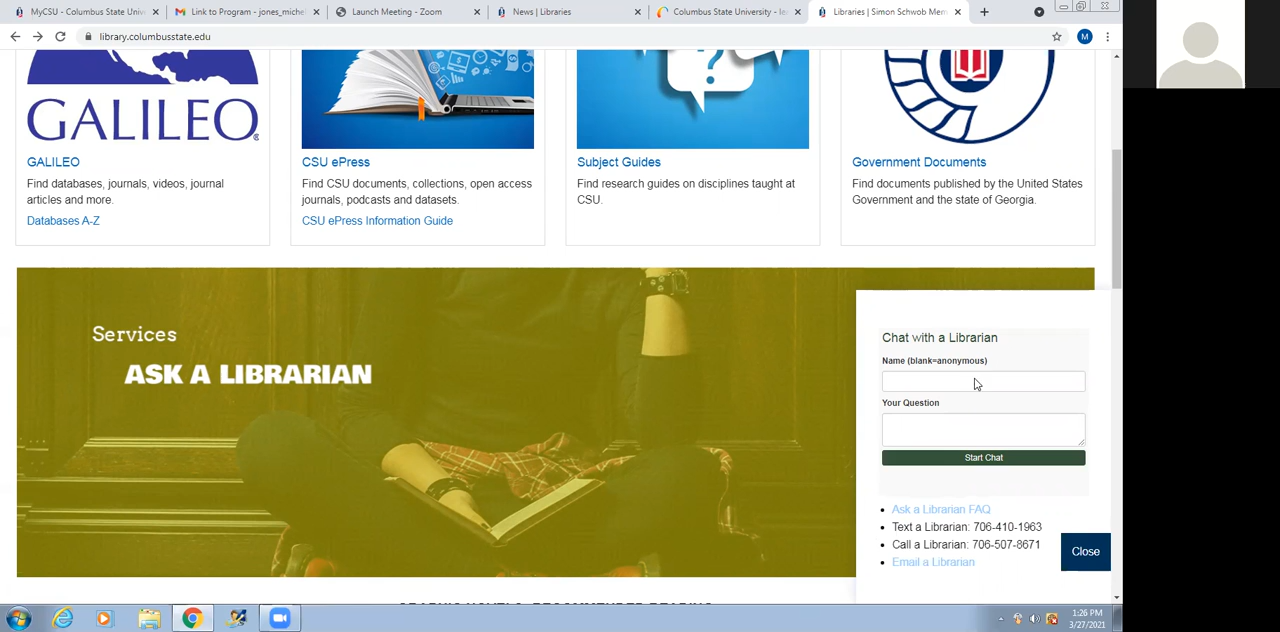 MyCSU - Columbus State Univ
Link to Program - jones_michel
Launch Meeting - Zoom
News | Libraries
Columbus State University - 
Libraries | Simon Schwob Mem
library.columbusstate.edu
M
GALILEO
GALILEO
Find databases, journals, videos, journal
articles and more.
Databases A-Z
CSU ePress
Find CSU documents, collections, open access
journals, podcasts and datasets.
CSU ePress Information Guide
?
Subject Guides
Find research guides on disciplines taught at
CSU.
Government Documents
Find documents published by the United States
Government and the state of Georgia.
Services
ASK A LIBRARIAN
Chat with a Librarian
Name (blank=anonymous)
Your Question
Start Chat
Ask a Librarian FAQ
Text a Librarian: 706-410-1963
Call a Librarian: 706-507-8671
Email a Librarian
Close
1:26 PM
3/27/2021